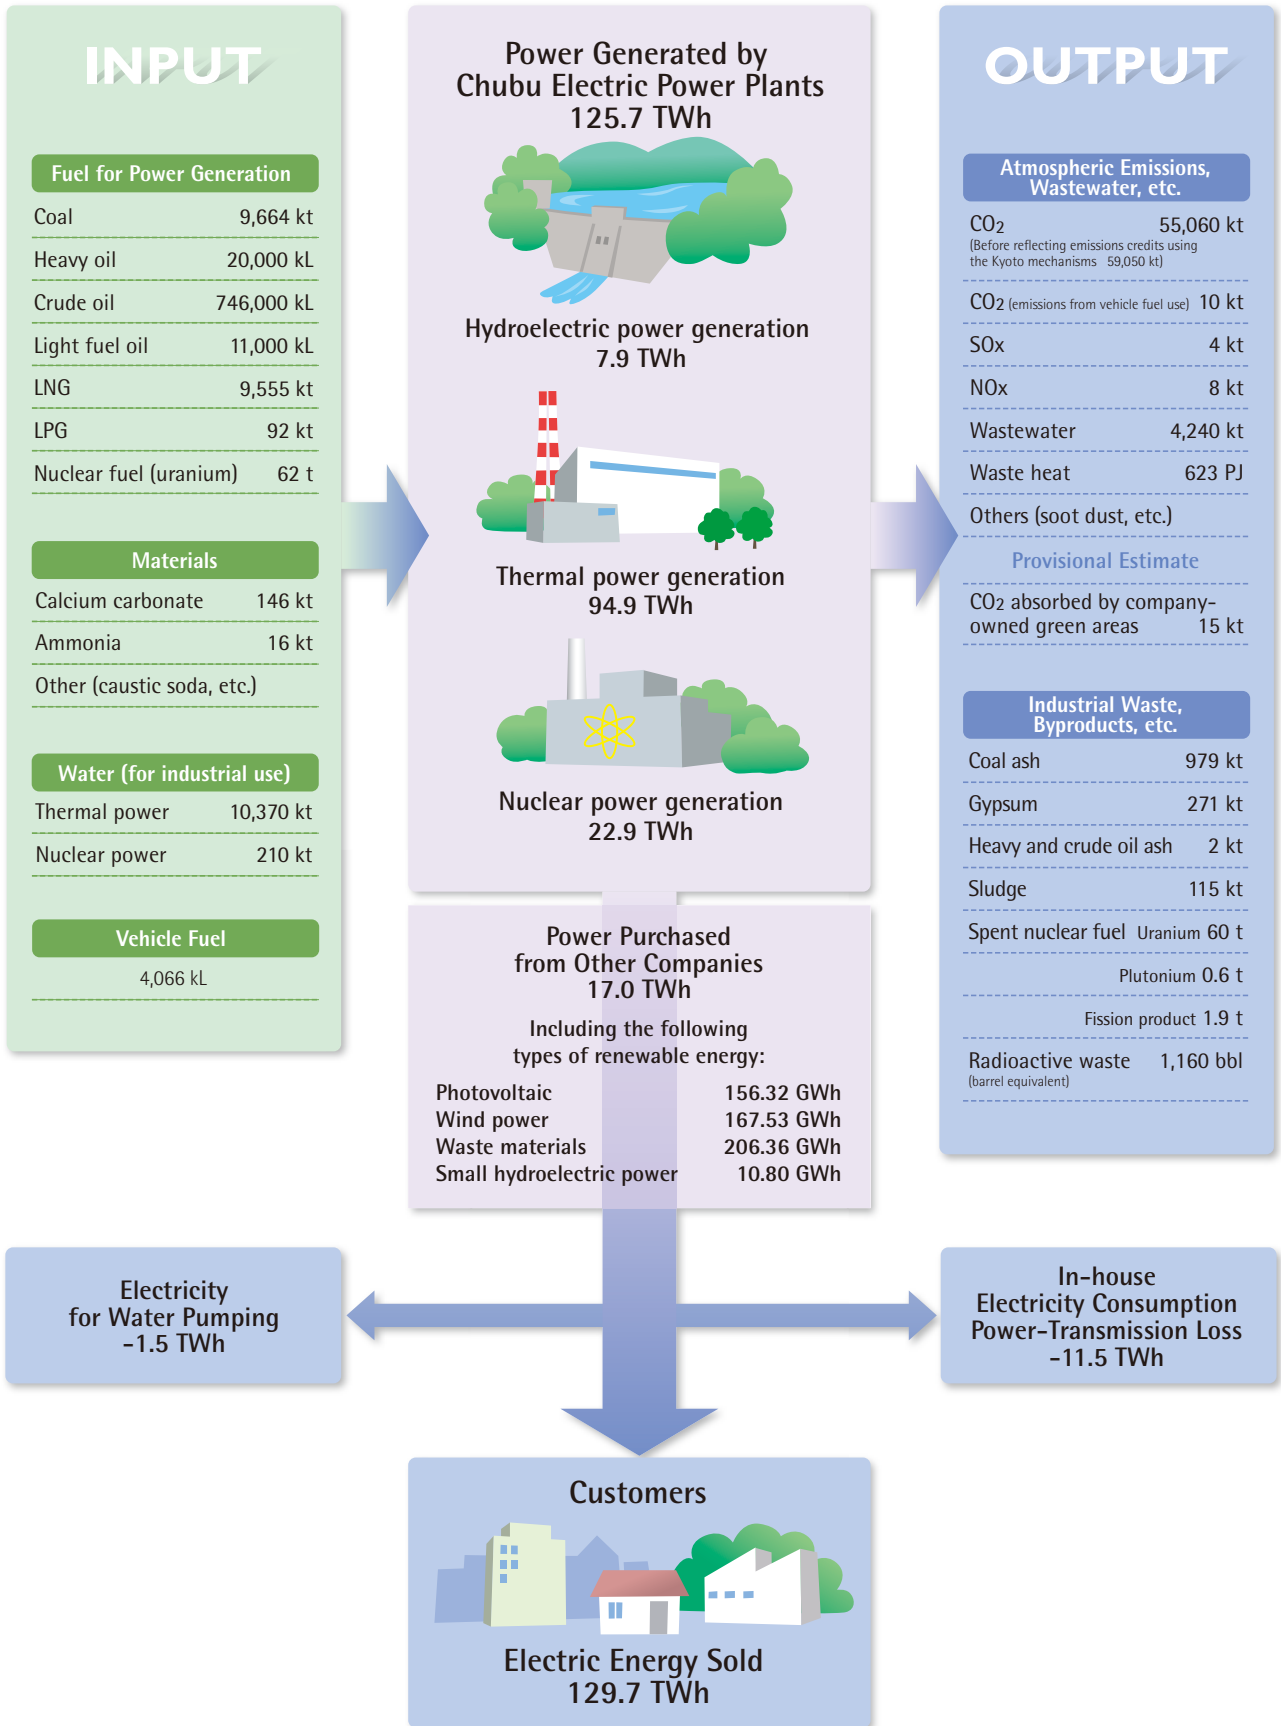 INPUT
Fuel for Power Generation
Coal 9,664 kt
Heavy oil 20,000 kL
Crude oil 746,000 kL
Light fuel oil 11,000 kL
LNG 9,555 kt
LPG 92 kt
Nuclear fuel (uranium) 62 t
Materials
Calcium carbonate 146 kt
Ammonia 16 kt
Other (caustic soda, etc.)
Water (for industrial use)
Thermal power 10,370 kt
Nuclear power 210 kt
Vehicle Fuel
4,066 kL
Power Generated by
Chubu Electric Power Plants
125.7 TWh
Hydroelectric power generation
7.9 TWh
Thermal power generation
94.9 TWh
Nuclear power generation
22.9 TWh
Power Purchased
from Other Companies
17.0 TWh
Including the following
types of renewable energy:
Photovoltaic 156.32 GWh
Wind power 167.53 GWh
Waste materials 206.36 GWh
Small hydroelectric power 10.80 GWh
OUTPUT
Atmospheric Emissions,
Wastewater, etc.
CO2 55,060 kt
(Before reflecting emissions credits using
the Kyoto mechanisms 59,050 kt)
CO2 (emissions from vehicle fuel use) 10 kt
SOx 4 kt
NOx 8 kt
Wastewater 4,240 kt
Waste heat 623 PJ
Others (soot dust, etc.)
Provisional Estimate
CO2 absorbed by company-
owned green areas 15 kt
Industrial Waste,
Byproducts, etc.
Coal ash 979 kt
Gypsum 271 kt
Heavy and crude oil ash 2 kt
Sludge 115 kt
Spent nuclear fuel Uranium 60 t
Plutonium 0.6 t
Fission product 1.9 t
Radioactive waste 1,160 bbl
(barrel equivalent)
Electricity
for Water Pumping
-1.5 TWh
In-house
Electricity Consumption
Power-Transmission Loss
-11.5 TWh
Customers
Electric Energy Sold
129.7 TWh